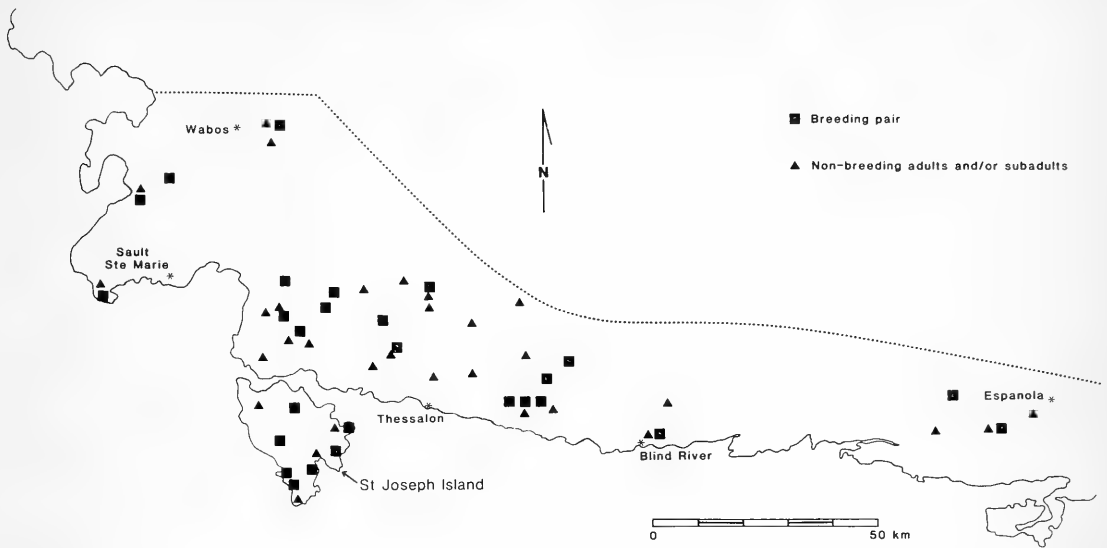 Wabos
Breeding pair
Non-breeding adults and/or subadults
N
Sault
Ste Marie
Thessalon
Espanola
Blind River
St Joseph Island
0
50 km